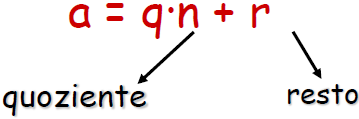 a = q·n + r
quoziente resto